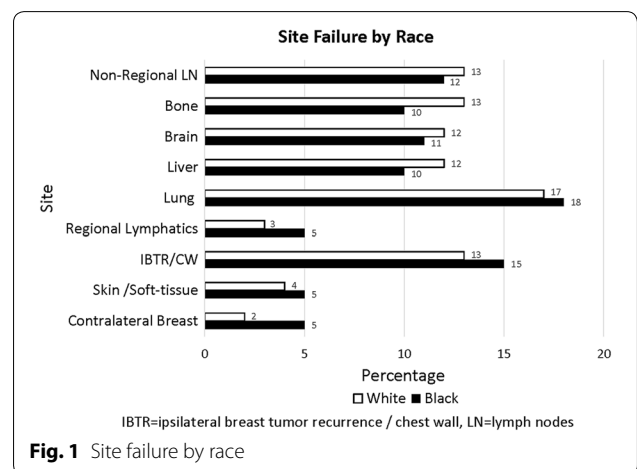 Site Failure by Race
Site
Non-Regional LN
13
12
Bone
13
10
Brain
12
11
Liver
12
10
Lung
17
18
Regional Lymphatics
3
5
IBTR/CW
13
15
Skin /Soft-tissue
4
5
Contralateral Breast
2
5
0 5 10 15 20
Percentage
White Black
IBTR=ipsilateral breast tumor recurrence / chest wall, LN=lymph nodes
Fig. 1 Site failure by race